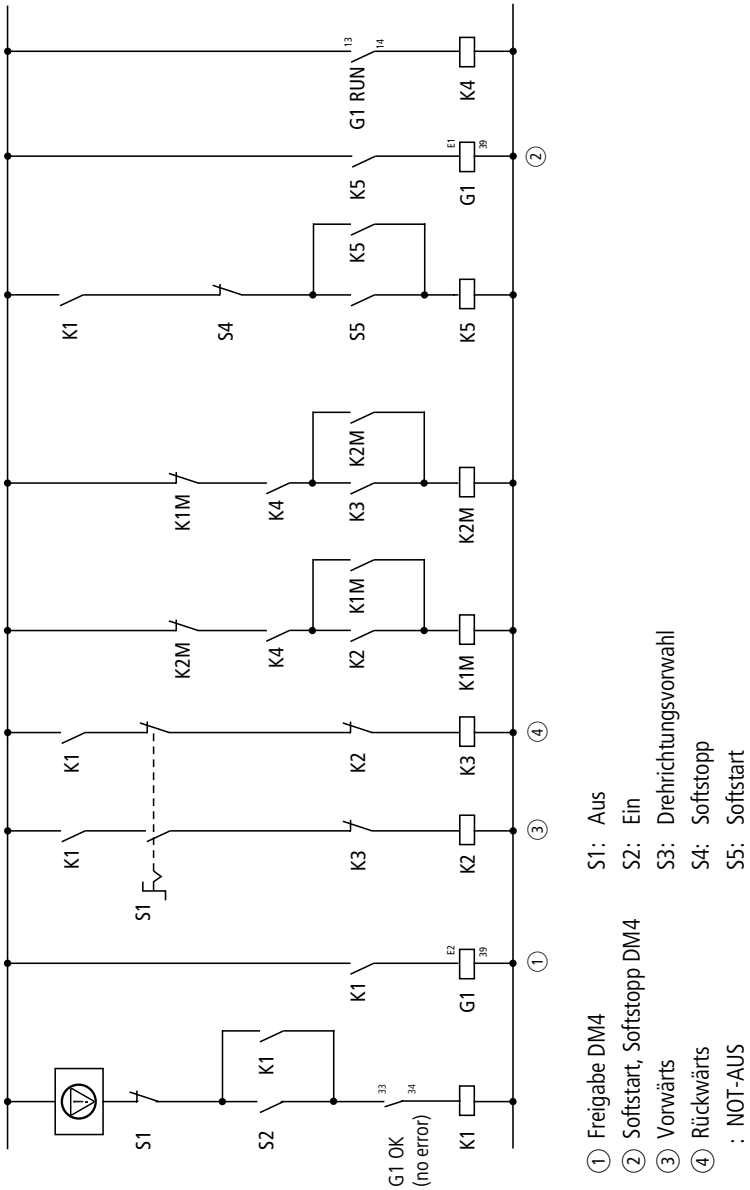 S1
S2
K1
G1 OK
(no error)
33
34
K1
K1
G1
E2
39
①
S1
K1
K3
K2
③
K1
K2
K3
④
K2M
K4
K2
K1M
K1M
K1M
K4
K3
K2M
K2M
K1
S4
S5
K5
K5
K5
G1
E1
39
②
G1 RUN
13
14
K4
① Freigabe DM4
② Softstart, Softstopp DM4
③ Vorwärts
④ Rückwärts
: NOT-AUS
S1: Aus
S2: Ein
S3: Drehrichtungsvorwahl
S4: Softstopp
S5: Softstart